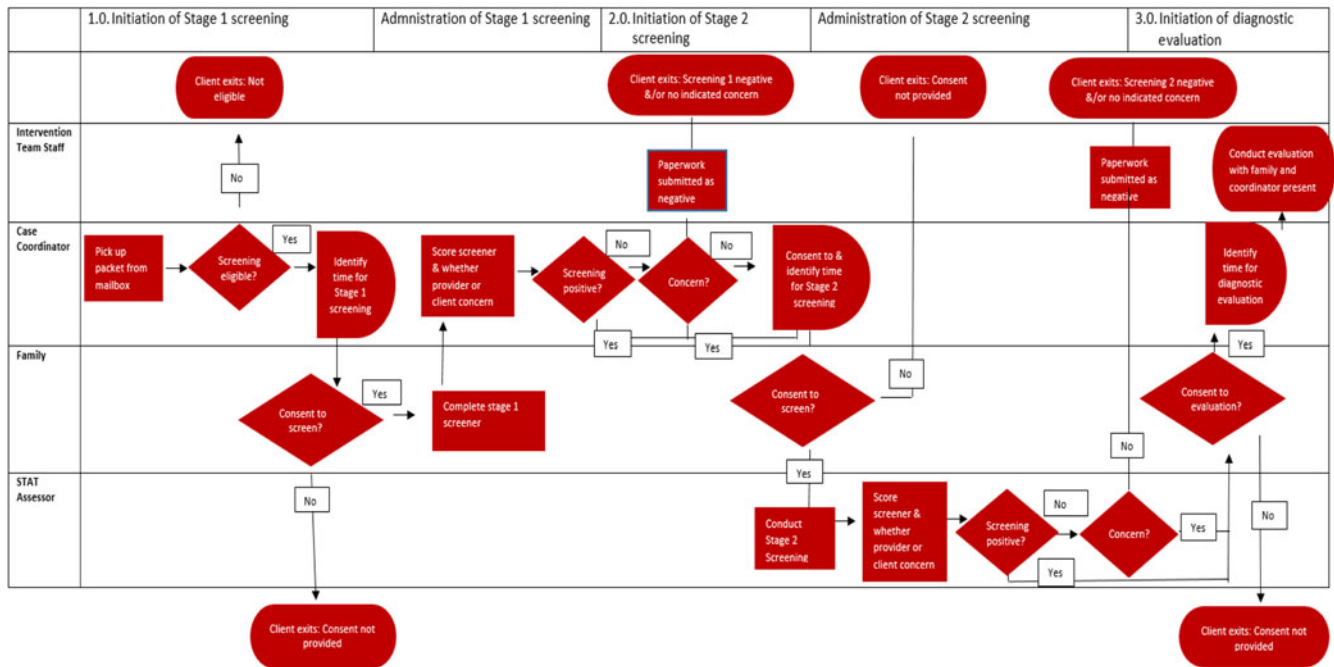 1.0. Initiation of Stage 1 screening
Admnistration of Stage 1 screening
2.0. Initiation of Stage 2
screening
Administration of Stage 2 screening
3.0. Initiation of diagnostic
evaluation
Client exits: Not
eligible
Client exits: Screening 1 negative
&/or no indicated concern
Client exits: Consent
not provided
Client exits: Screening 2 negative
&/or no indicated concern
Intervention
Team Staff
No
Paperwork
submitted as
negative
Paperwork
submitted as
negative
Conduct evaluation
with family and
coordinator present
Case
Coordinator
Pick up
packet from
mailbox
Screening
eligible?
Yes
Identify
time for
Stage 1
screening
Score screener
& whether
provider or
client concern
Screening
positive?
No
Concern?
No
Consent to &
identify time
for Stage 2
screening
Yes
Yes
Identify
time for
diagnostic
evaluation
Family
Consent to
screen?
Yes
Complete stage 1
screener
Consent to
screen?
No
Yes
Consent to
evaluation?
No
STAT
Assessor
No
Yes
Conduct
Stage 2
Screening
Score
screener &
whether
provider or
client concern
Screening
positive?
No
Yes
Concern?
Yes
No
Client exits: Consent not
provided
Client exits: Consent not
provided